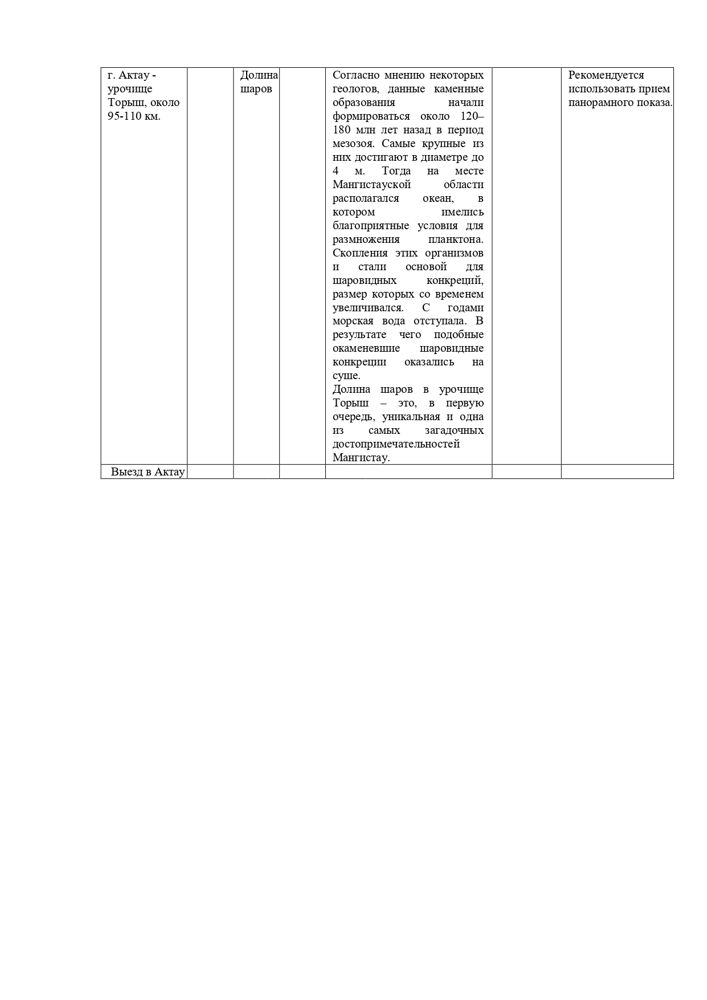 г. Актау -
урочище
Торыш, около
95-110 км.
Долина
шаров
Согласно мнению некоторых
геологов, данные каменные
образования начали
формироваться около 120–
180 млн лет назад в период
мезозоя. Самые крупные из
них достигают в диаметре до
4 м. Тогда на месте
Мангистауской области
располагался океан, в
котором имелись
благоприятные условия для
размножения планктона.
Скопления этих организмов
и стали основой для
шаровидных конкреций,
размер которых со временем
увеличивался. С годами
морская вода отступала. В
результате чего подобные
окаменевшие шаровидные
конкреции оказались на
суше.
Долина шаров в урочище
Торыш – это, в первую
очередь, уникальная и одна
из самых загадочных
достопримечательностей
Мангистау.
Рекомендуется
использовать прием
панорамного показа.
Выезд в Актау